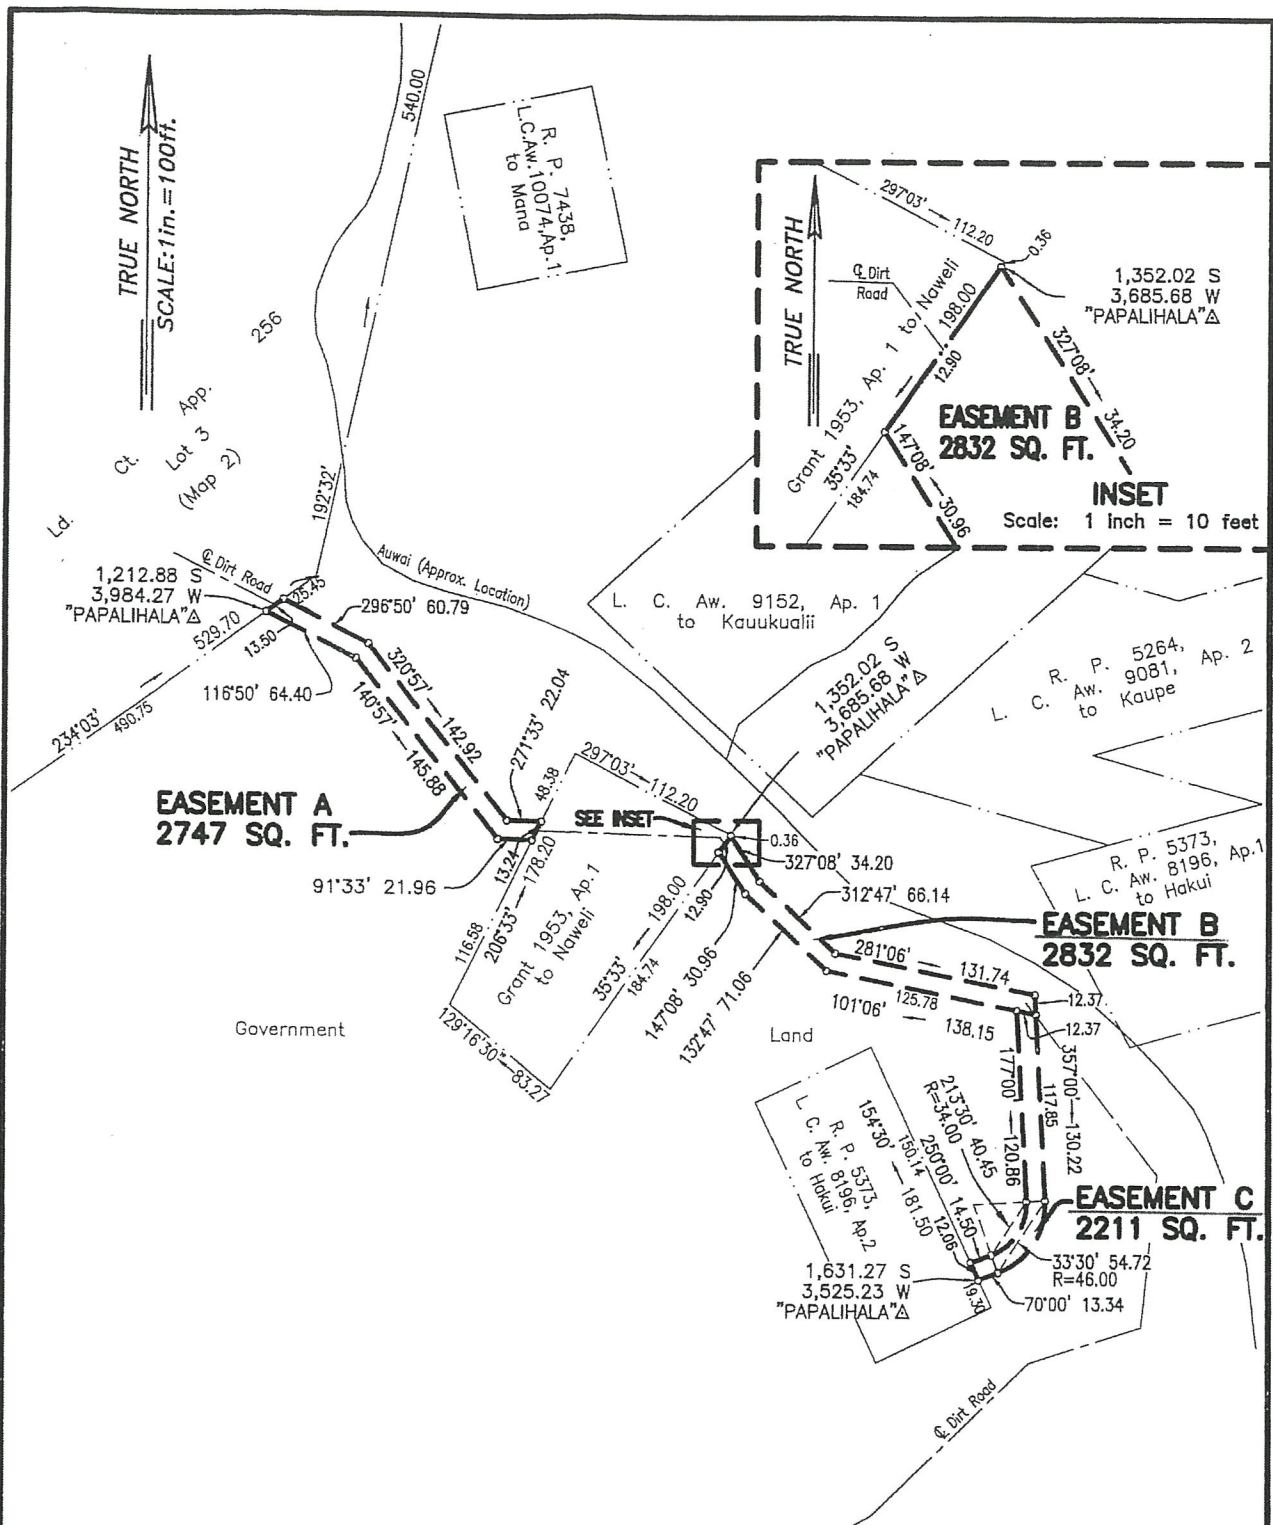 TRUE NORTH
SCALE:1in.=100ft.
540.00
R. P. 7438,
L.C.Aw.10074,Ap.1
to Mana
256
Ld. Ct. App.
Lot 3
(Map 2)
192°32'
℄ Dirt Road
Auwai (Approx. Location)
1,212.88 S
3,984.27 W
"PAPALIHALA"△
25.45
529.70
13.50
296°50' 60.79
116°50' 64.40
234°03'
490.75
320°57' 142.92
140°57' 145.88
271°33' 22.04
EASEMENT A
2747 SQ. FT.
91°33' 21.96
13.24
48.38
206°33' 178.20
116.58
Grant 1953, Ap.1
to Naweli
129°16'30" 83.27
297°03' 112.20
SEE INSET
0.36
35°33' 198.00
184.74
12.90
327°08' 34.20
147°08' 30.96
132°47' 71.06
312°47' 66.14
1,352.02 S
3,685.68 W
"PAPALIHALA"△
L. C. Aw. 9152, Ap. 1
to Kauukualii
R. P. 5264,
L. C. Aw. 9081, Ap. 2
to Kaupe
R. P. 5373,
L. C. Aw. 8196, Ap.1
to Hakui
EASEMENT B
2832 SQ. FT.
281°06' 131.74
125.78
101°06' 138.15
12.37
12.37
357°00' 130.22
117.85
177°00' 120.86
Government Land
213°30' 40.45
R=34.00
250°00' 14.50
150.14
154°30' 181.50
12.06
R. P. 5373,
L. C. Aw. 8196, Ap.2
to Hakui
EASEMENT C
2211 SQ. FT.
33°30' 54.72
R=46.00
70°00' 13.34
19.30
1,631.27 S
3,525.23 W
"PAPALIHALA"△
℄ Dirt Road
TRUE NORTH
297°03' 112.20
0.36
℄ Dirt
Road
198.00
12.90
Grant 1953, Ap. 1 to Naweli
35°33'
184.74
1,352.02 S
3,685.68 W
"PAPALIHALA"△
327°08' 34.20
EASEMENT B
2832 SQ. FT.
147°08' 30.96
INSET
Scale: 1 inch = 10 feet